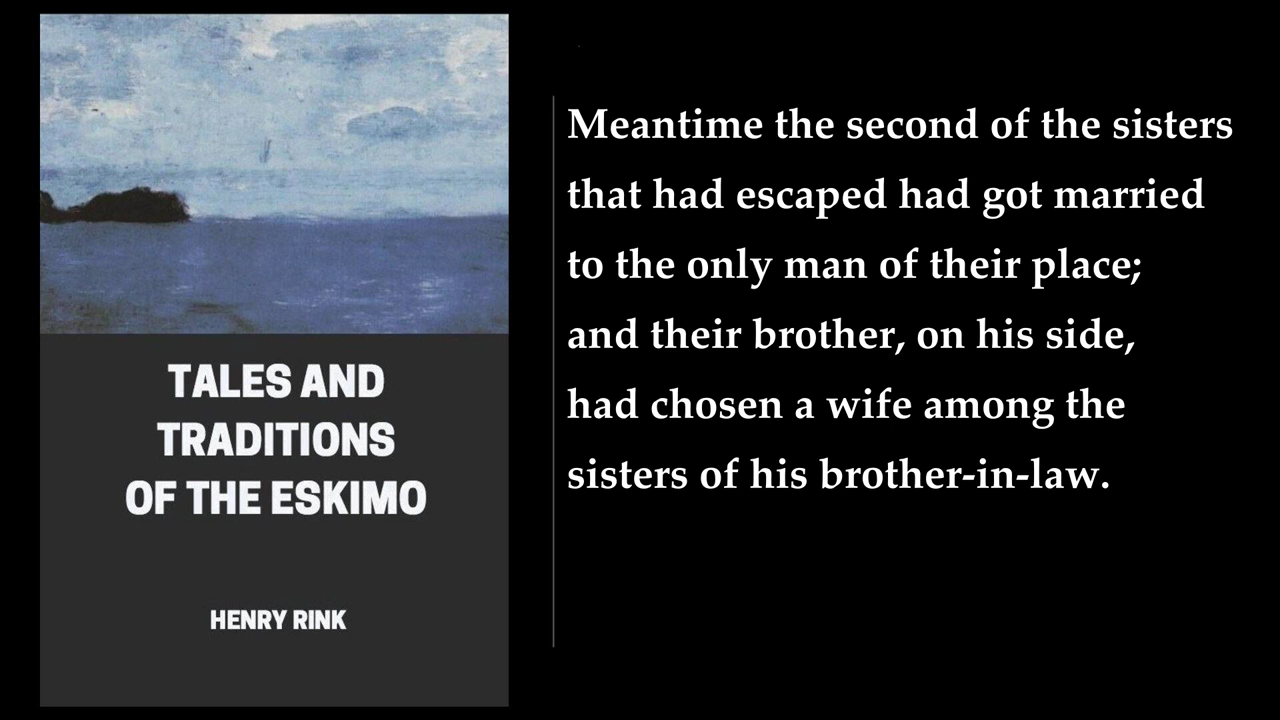 TALES AND
TRADITIONS
OF THE ESKIMO
HENRY RINK
Meantime the second of the sisters
that had escaped had got married
to the only man of their place;
and their brother, on his side,
had chosen a wife among the
sisters of his brother-in-law.